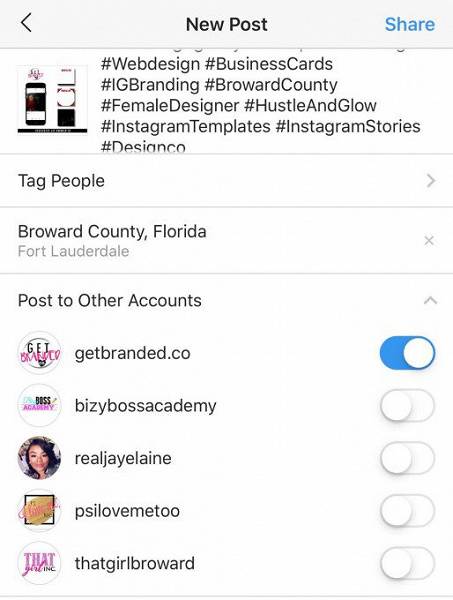 New Post
Share
#Webdesign #BusinessCards
#IGBranding #BrowardCounty
#FemaleDesigner #HustleAndGlow
#InstagramTemplates #InstagramStories
#Designco
Tag People
Broward County, Florida
Fort Lauderdale
Post to Other Accounts
GET
BRANDED
getbranded.co
BOSS
ACADEMY
bizybossacademy
realjayelaine
psilovemetoo
THAT
girl INC.
thatgirlbroward